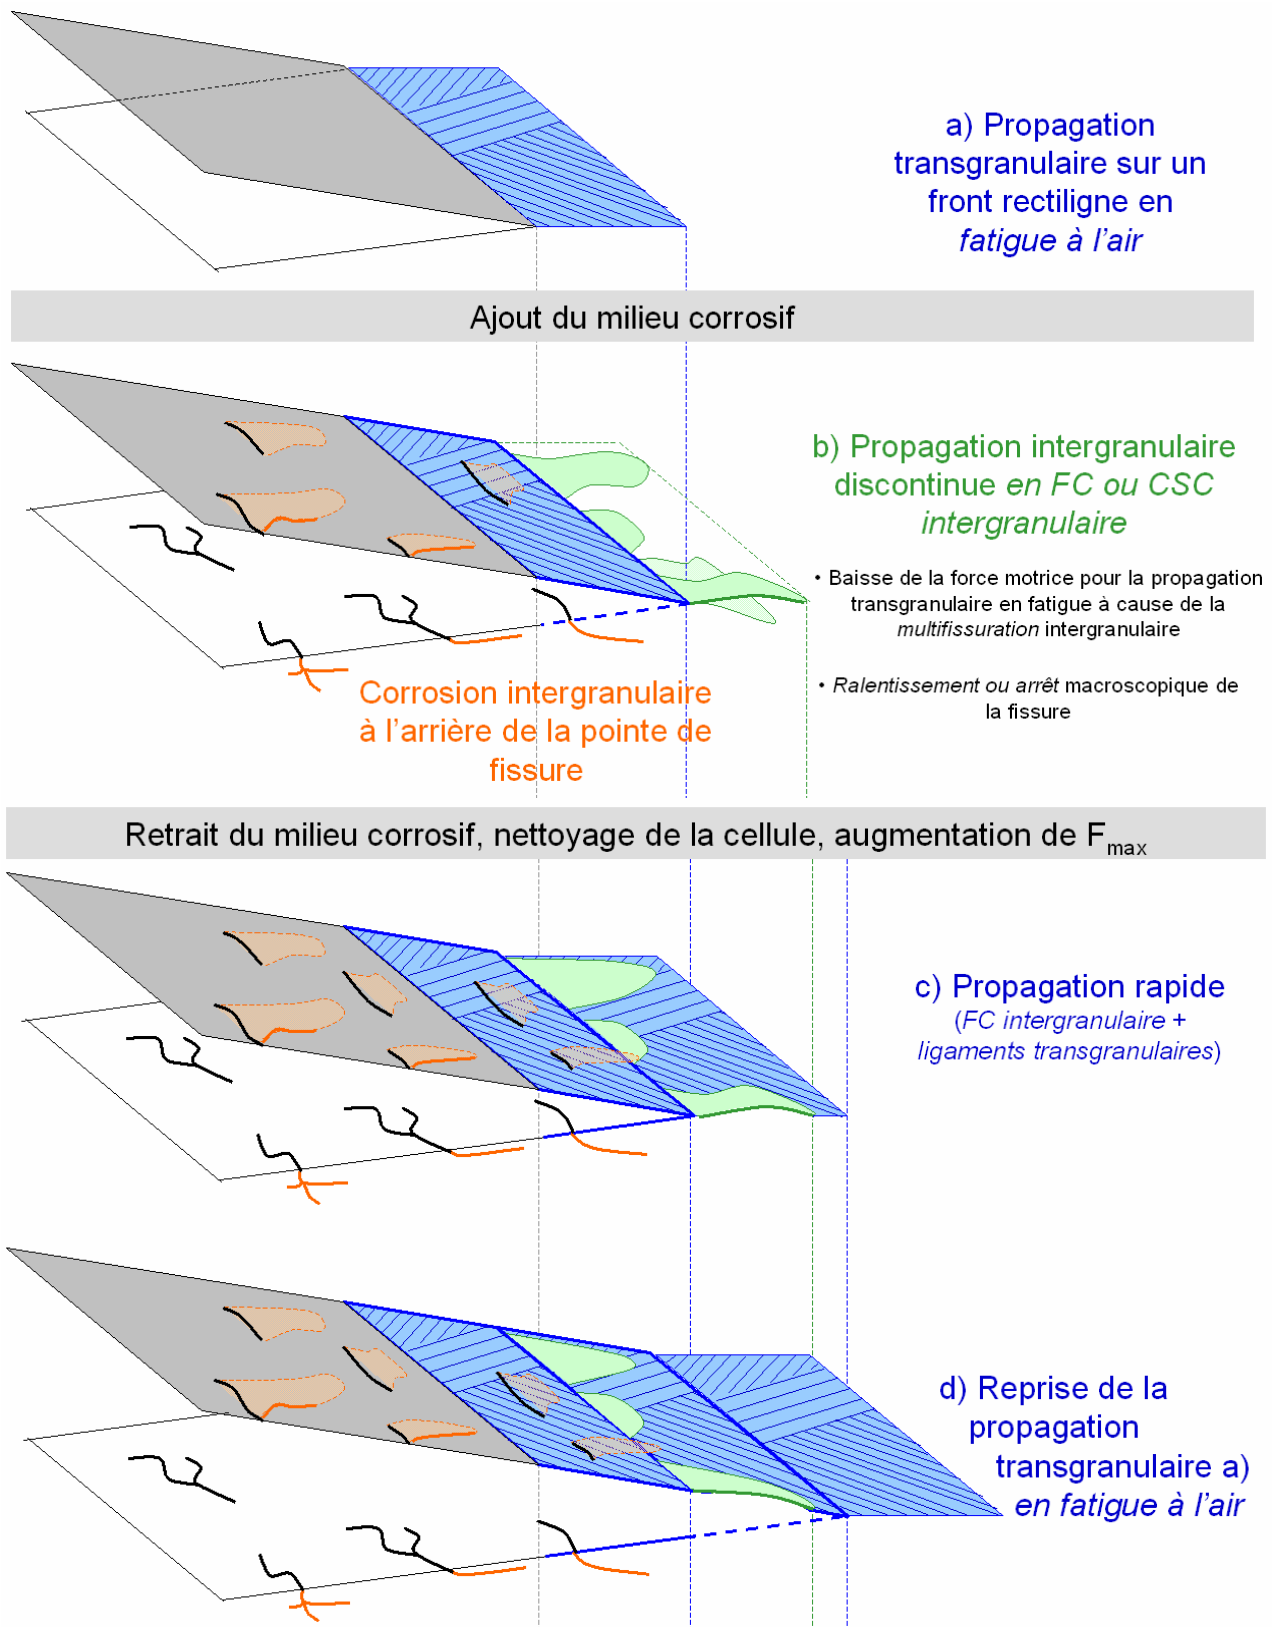 a) Propagation
transgranulaire sur un
front rectiligne en
fatigue à l'air
Ajout du milieu corrosif
b) Propagation intergranulaire
discontinue en FC ou CSC
intergranulaire
• Baisse de la force motrice pour la propagation
transgranulaire en fatigue à cause de la
multifissuration intergranulaire
• Ralentissement ou arrêt macroscopique de
la fissure
Corrosion intergranulaire
à l'arrière de la pointe de
fissure
Retrait du milieu corrosif, nettoyage de la cellule, augmentation de Fmax
c) Propagation rapide
(FC intergranulaire +
ligaments transgranulaires)
d) Reprise de la
propagation
transgranulaire a)
en fatigue à l'air